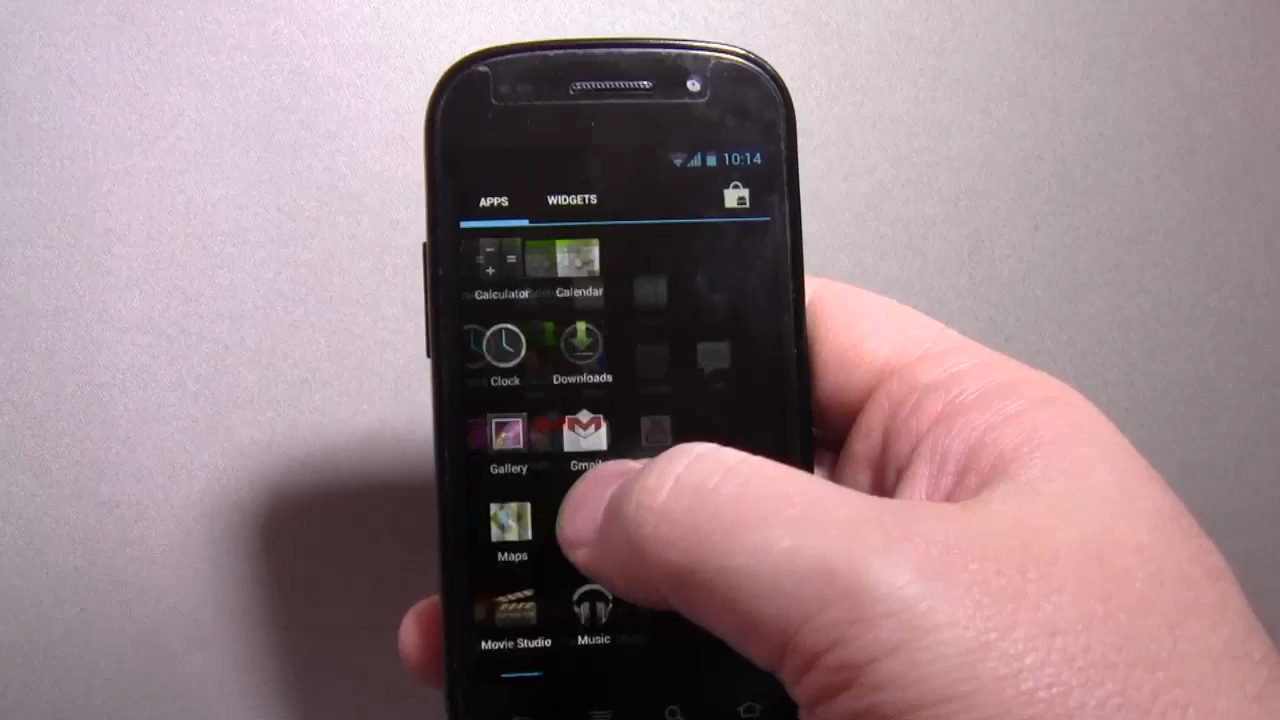 10:14
APPS WIDGETS
Calculator Calendar
Clock Downloads
Gallery Gmail
Maps
Movie Studio Music